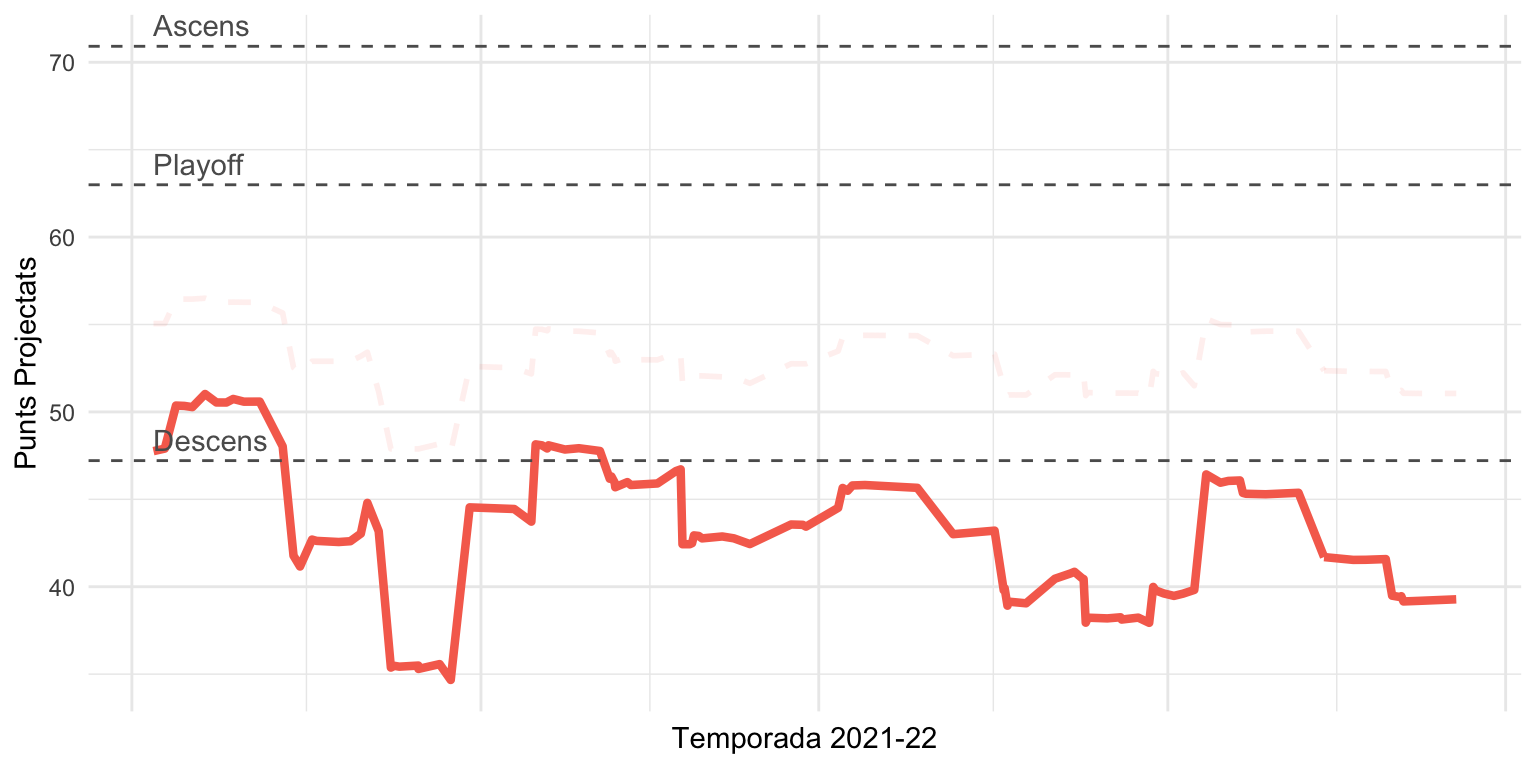 Ascens
70
Playoff
60
Punts Projectats
50
Descens
40
Temporada 2021-22